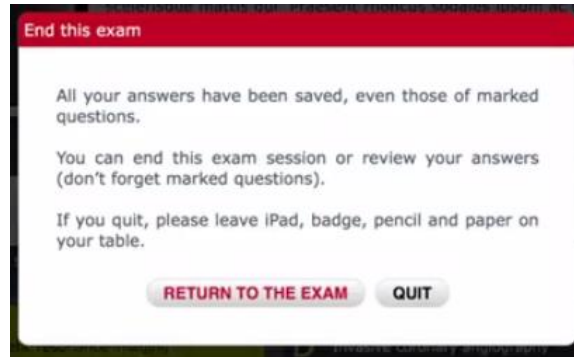 End this exam
All your answers have been saved, even those of marked
questions.
You can end this exam session or review your answers
(don't forget marked questions).
If you quit, please leave iPad, badge, pencil and paper on
your table.
RETURN TO THE EXAM QUIT
Invasive coronary angiography